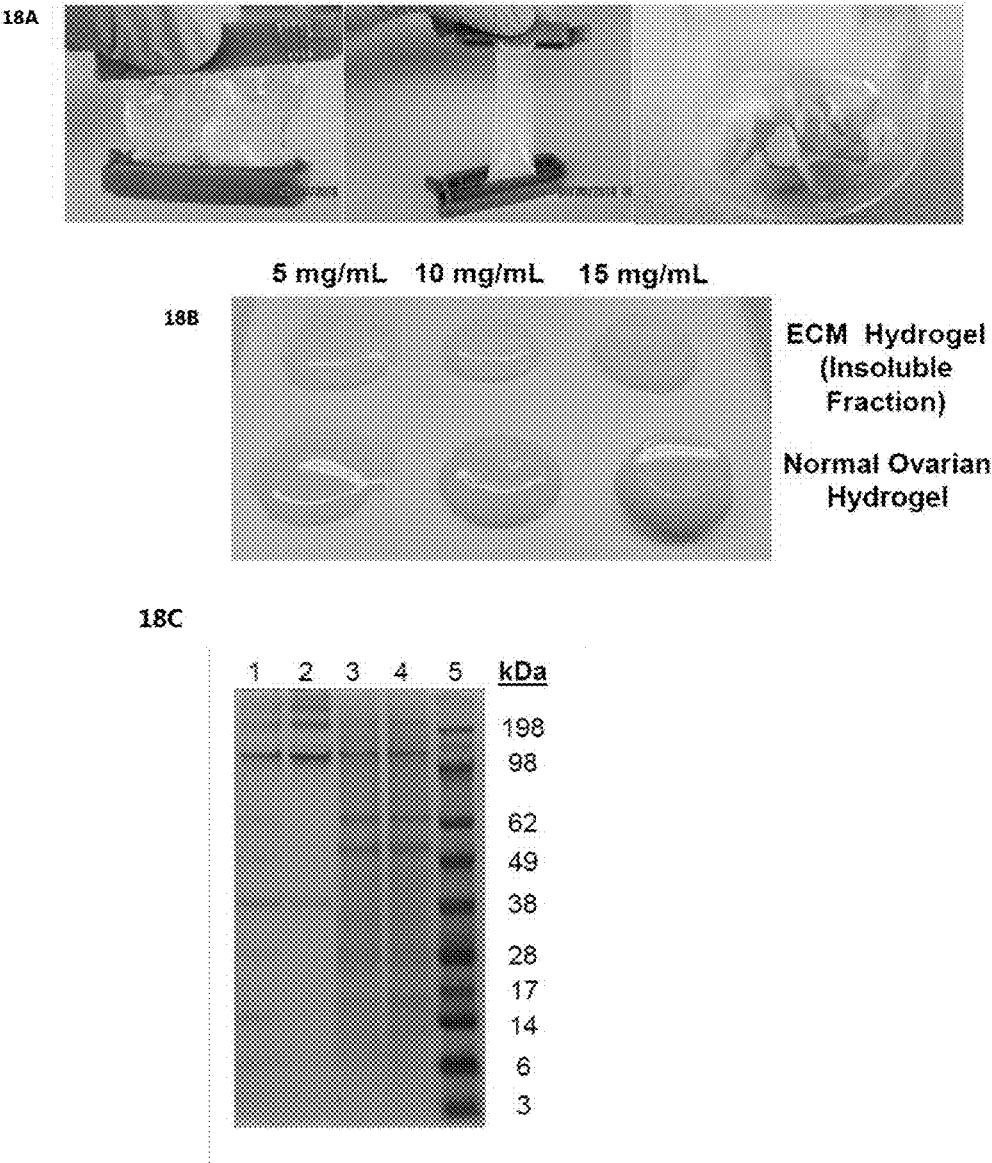 18A
5 mg/mL 10 mg/mL 15 mg/mL
18B
ECM Hydrogel
(Insoluble
Fraction)
Normal Ovarian
Hydrogel
18C
1 2 3 4 5 kDa
198
98
62
49
38
28
17
14
6
3